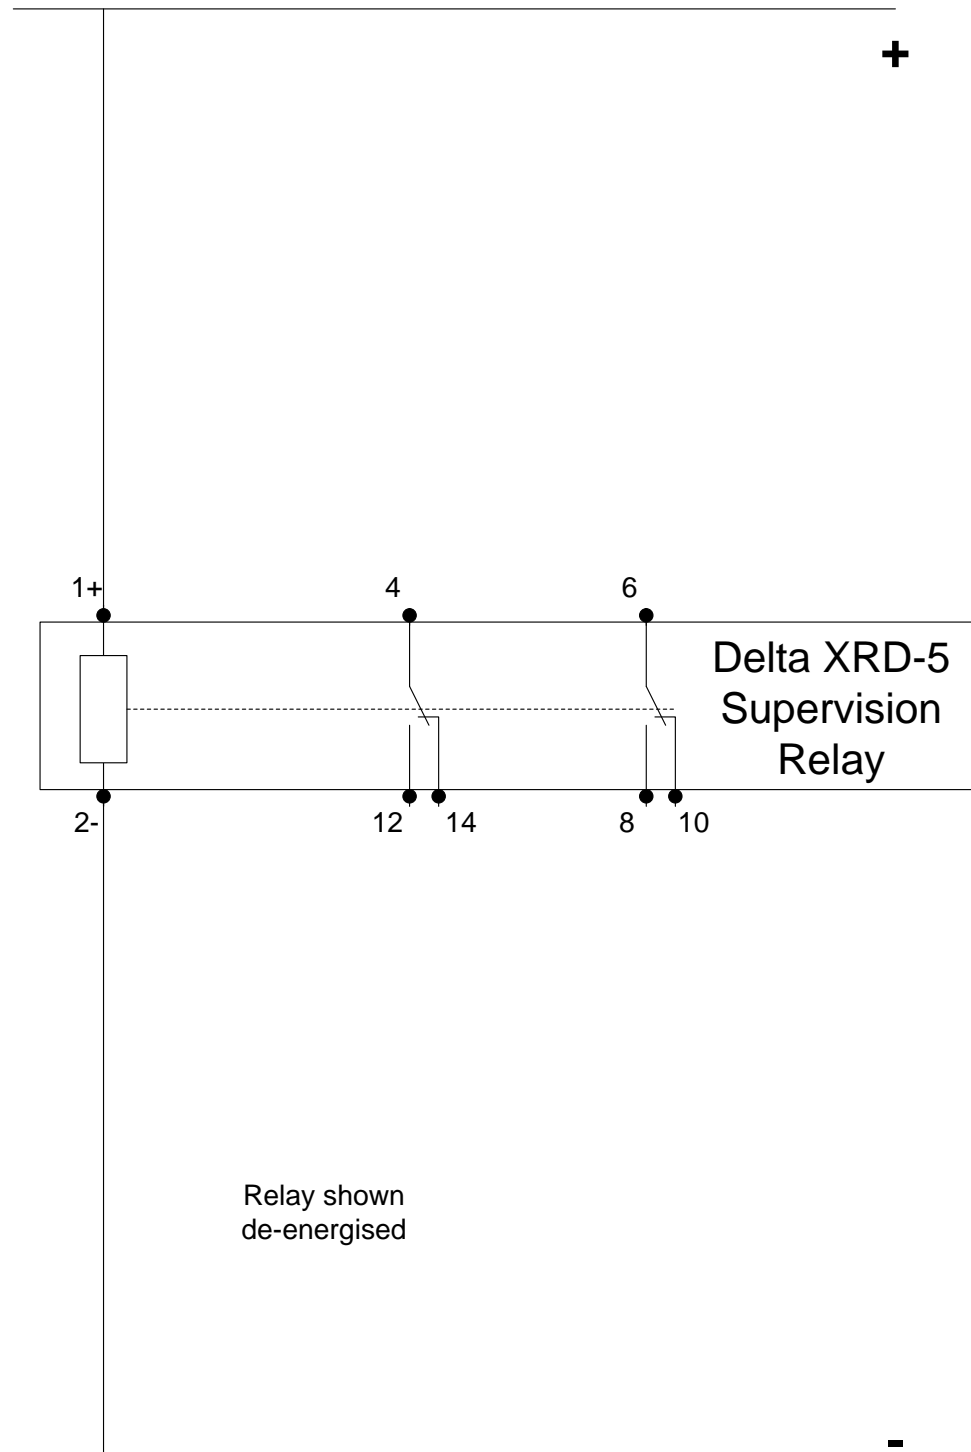 +
1+ 4 6
Delta XRD-5
Supervision
Relay
2- 12 14 8 10
Relay shown
de-energised
-